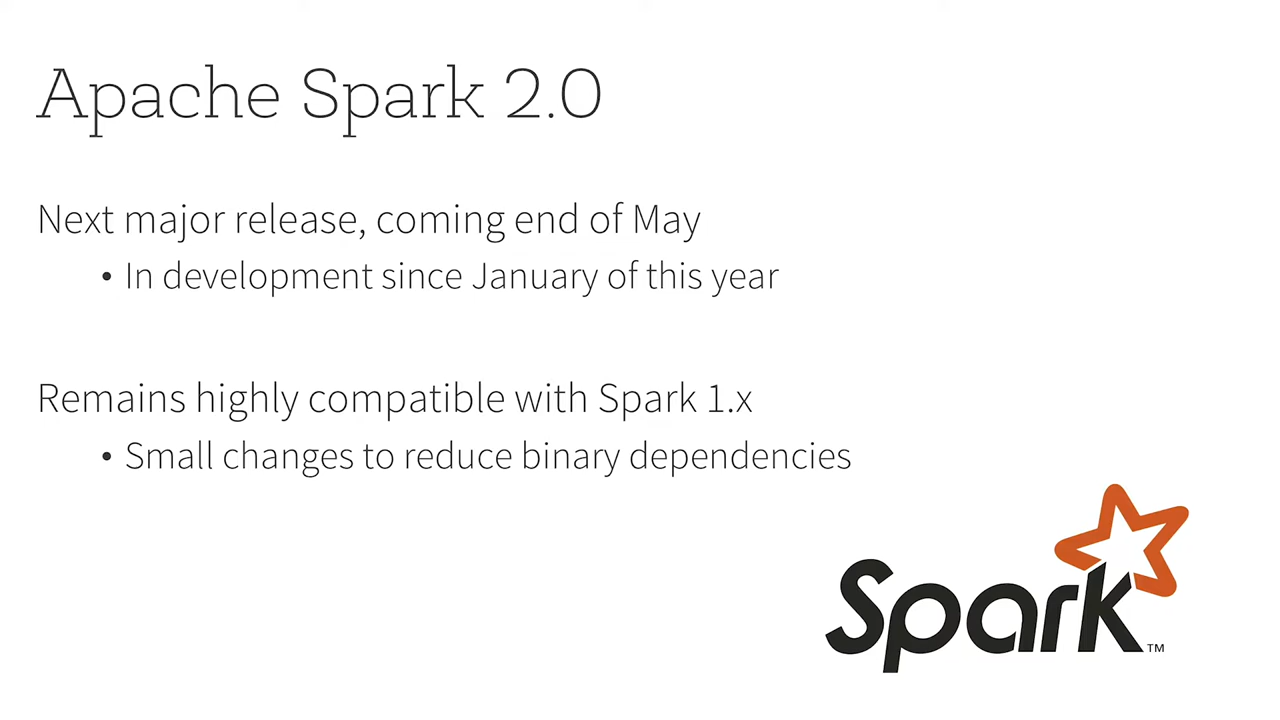 Apache Spark 2.0
Next major release, coming end of May
• In development since January of this year
Remains highly compatible with Spark 1.x
• Small changes to reduce binary dependencies
Spark™